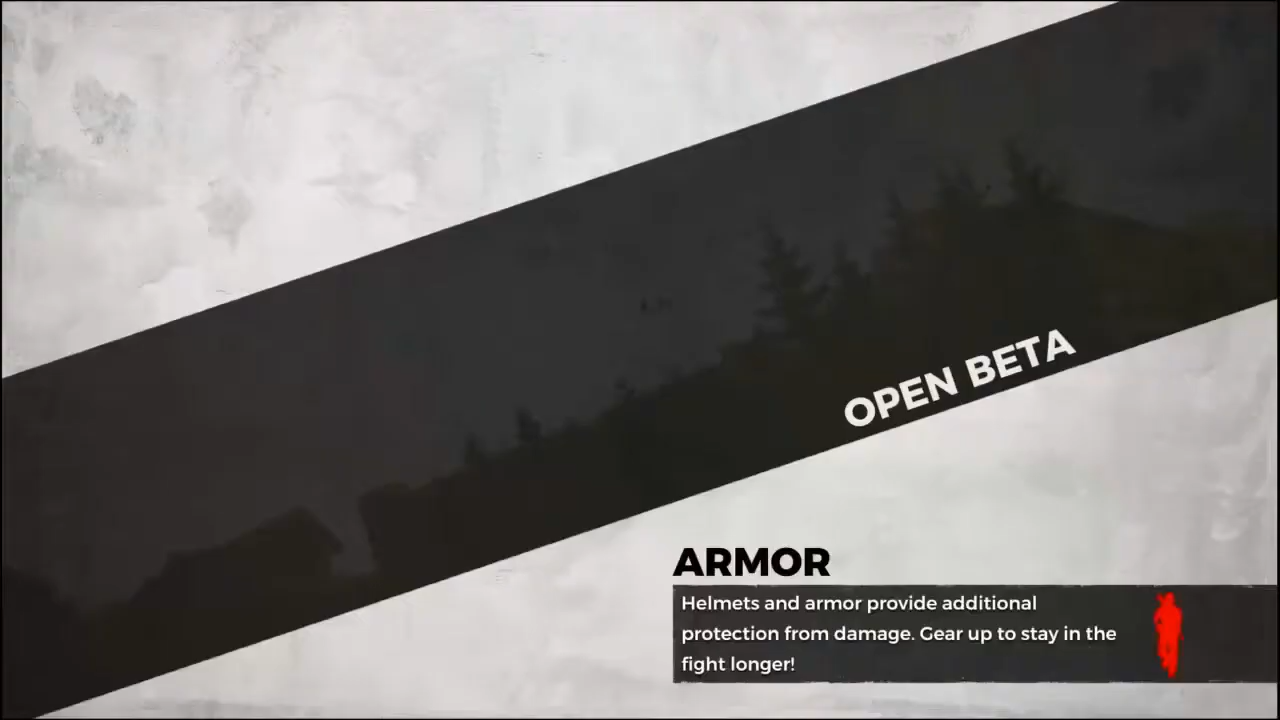 OPEN BETA
ARMOR
Helmets and armor provide additional
protection from damage. Gear up to stay in the
fight longer!